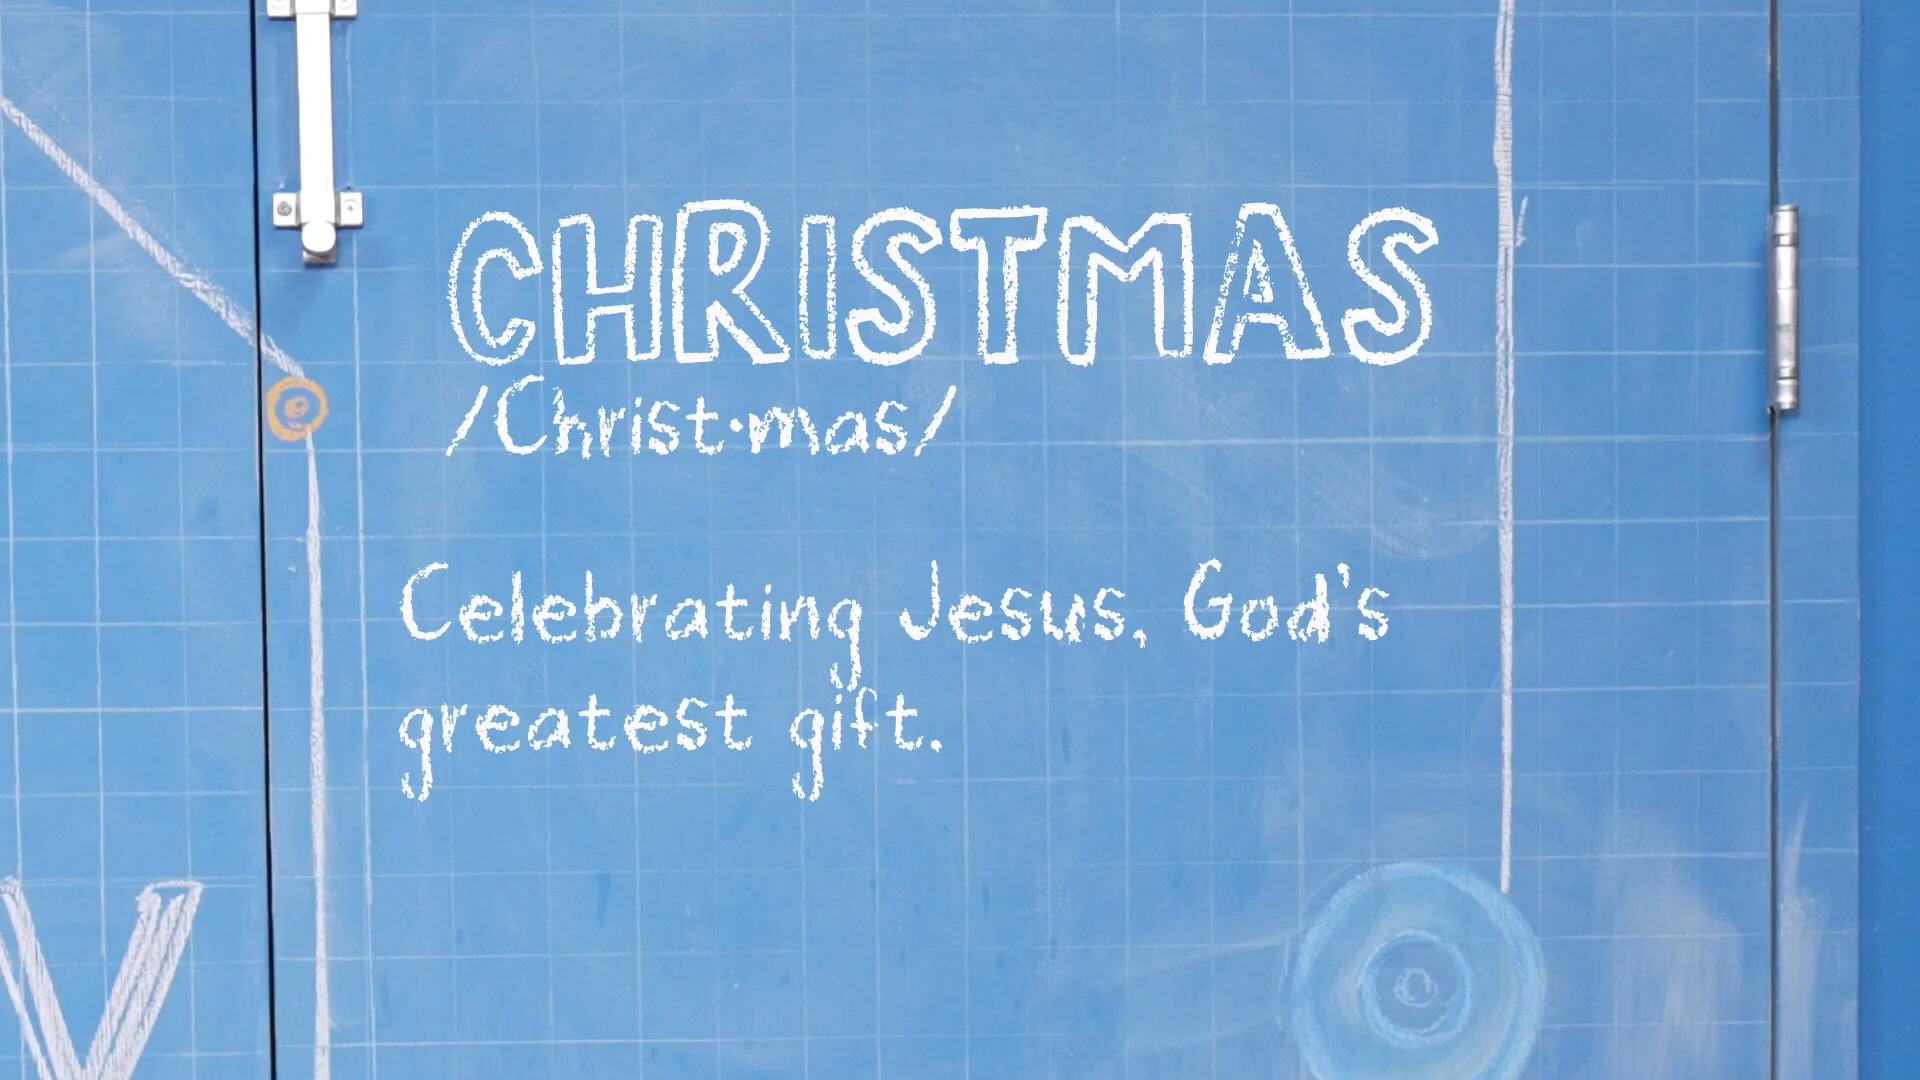 CHRISTMAS
/Christ·mas/
Celebrating Jesus, God's
greatest gift.